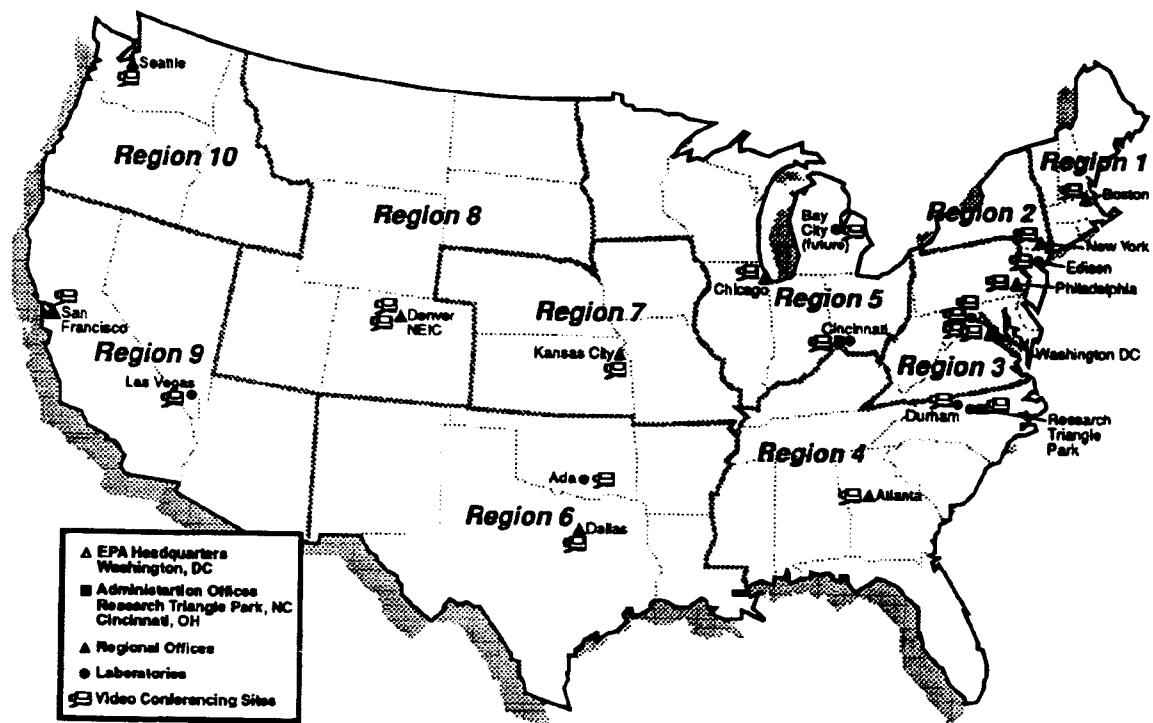 Seattle
Region 10
Region 8
Region 1
Boston
Region 2
Bay
City
(future)
New York
Edison
Philadelphia
Chicago
Region 5
San
Francisco
Denver
NEIC
Region 7
Cincinnati
Kansas City
Washington DC
Region 9
Region 3
Las Vegas
Durham
Research
Triangle
Park
Region 4
Ada
Atlanta
Region 6
Dallas
EPA Headquarters
Washington, DC
Administartion Offices
Research Triangle Park, NC
Cincinnati, OH
Regional Offices
Laboratories
Video Conferencing Sites